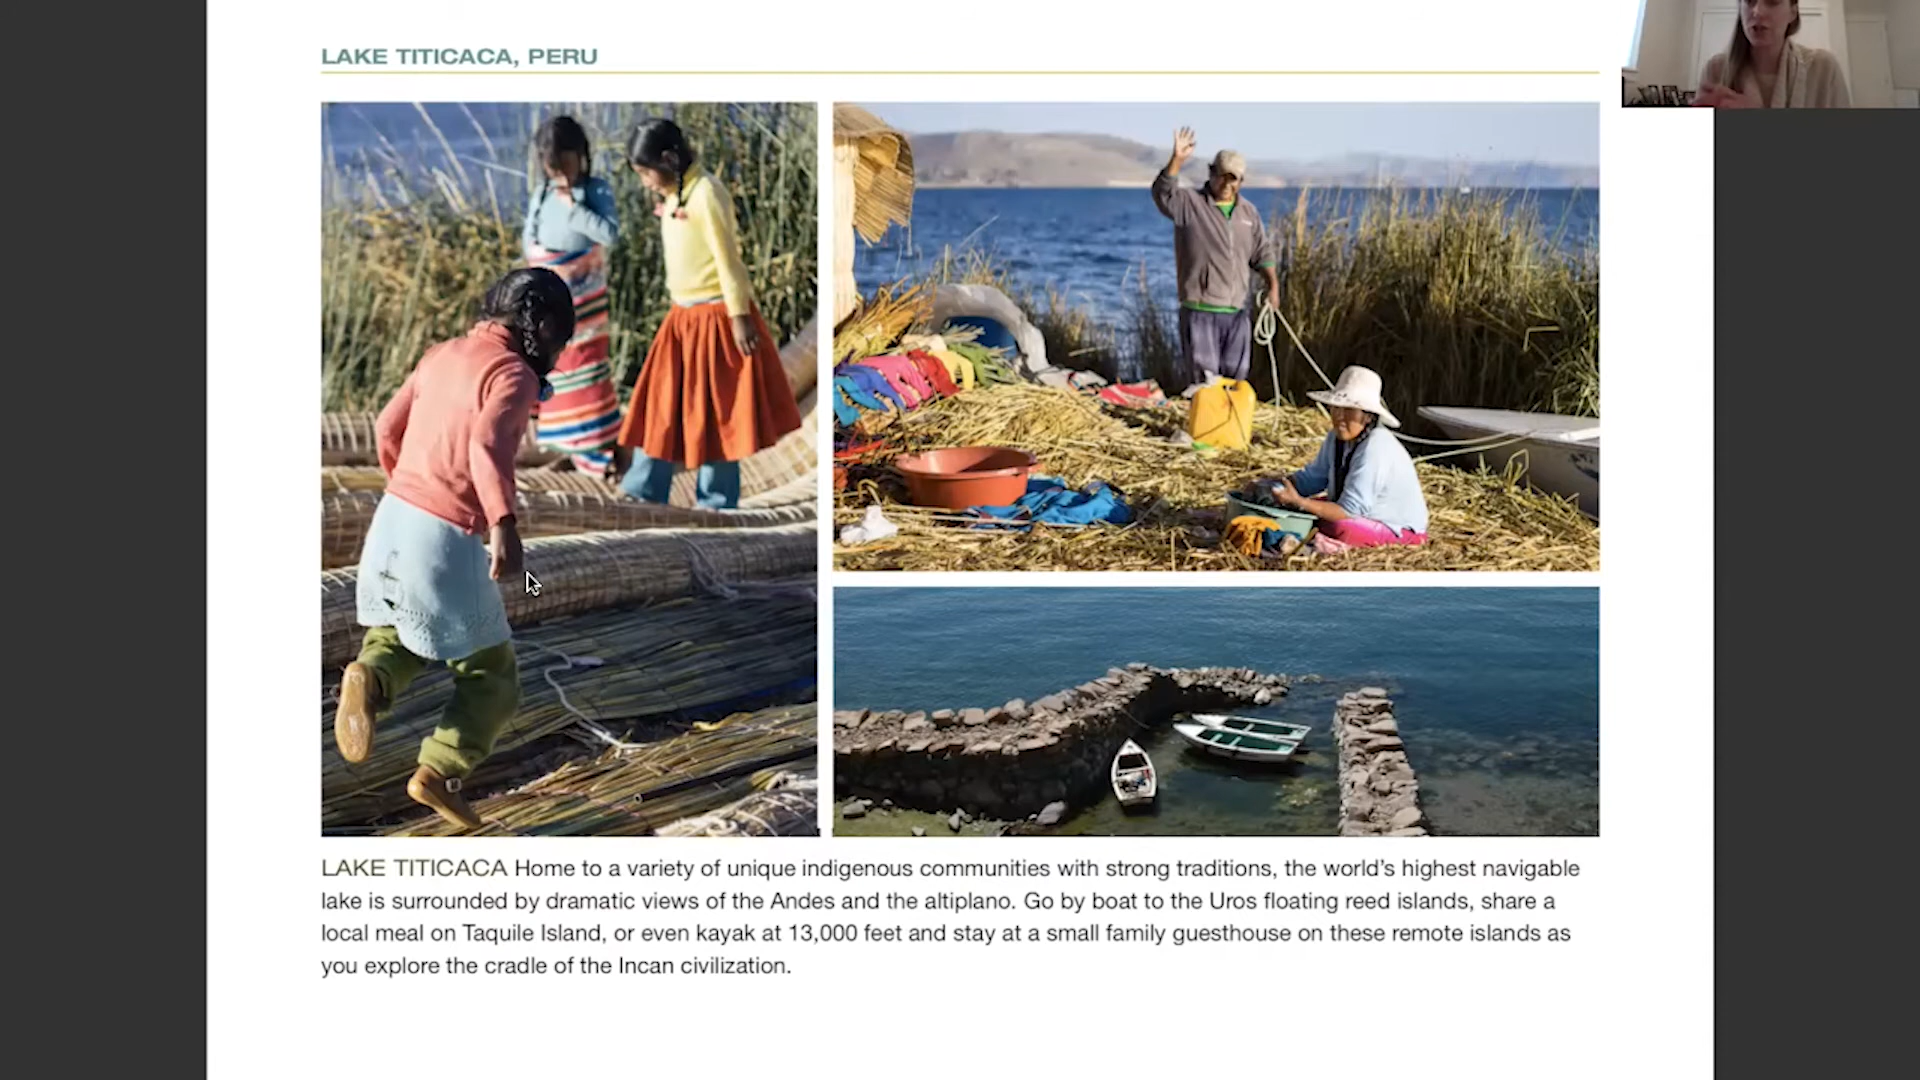 LAKE TITICACA, PERU
LAKE TITICACA Home to a variety of unique indigenous communities with strong traditions, the world’s highest navigable
lake is surrounded by dramatic views of the Andes and the altiplano. Go by boat to the Uros floating reed islands, share a
local meal on Taquile Island, or even kayak at 13,000 feet and stay at a small family guesthouse on these remote islands as
you explore the cradle of the Incan civilization.